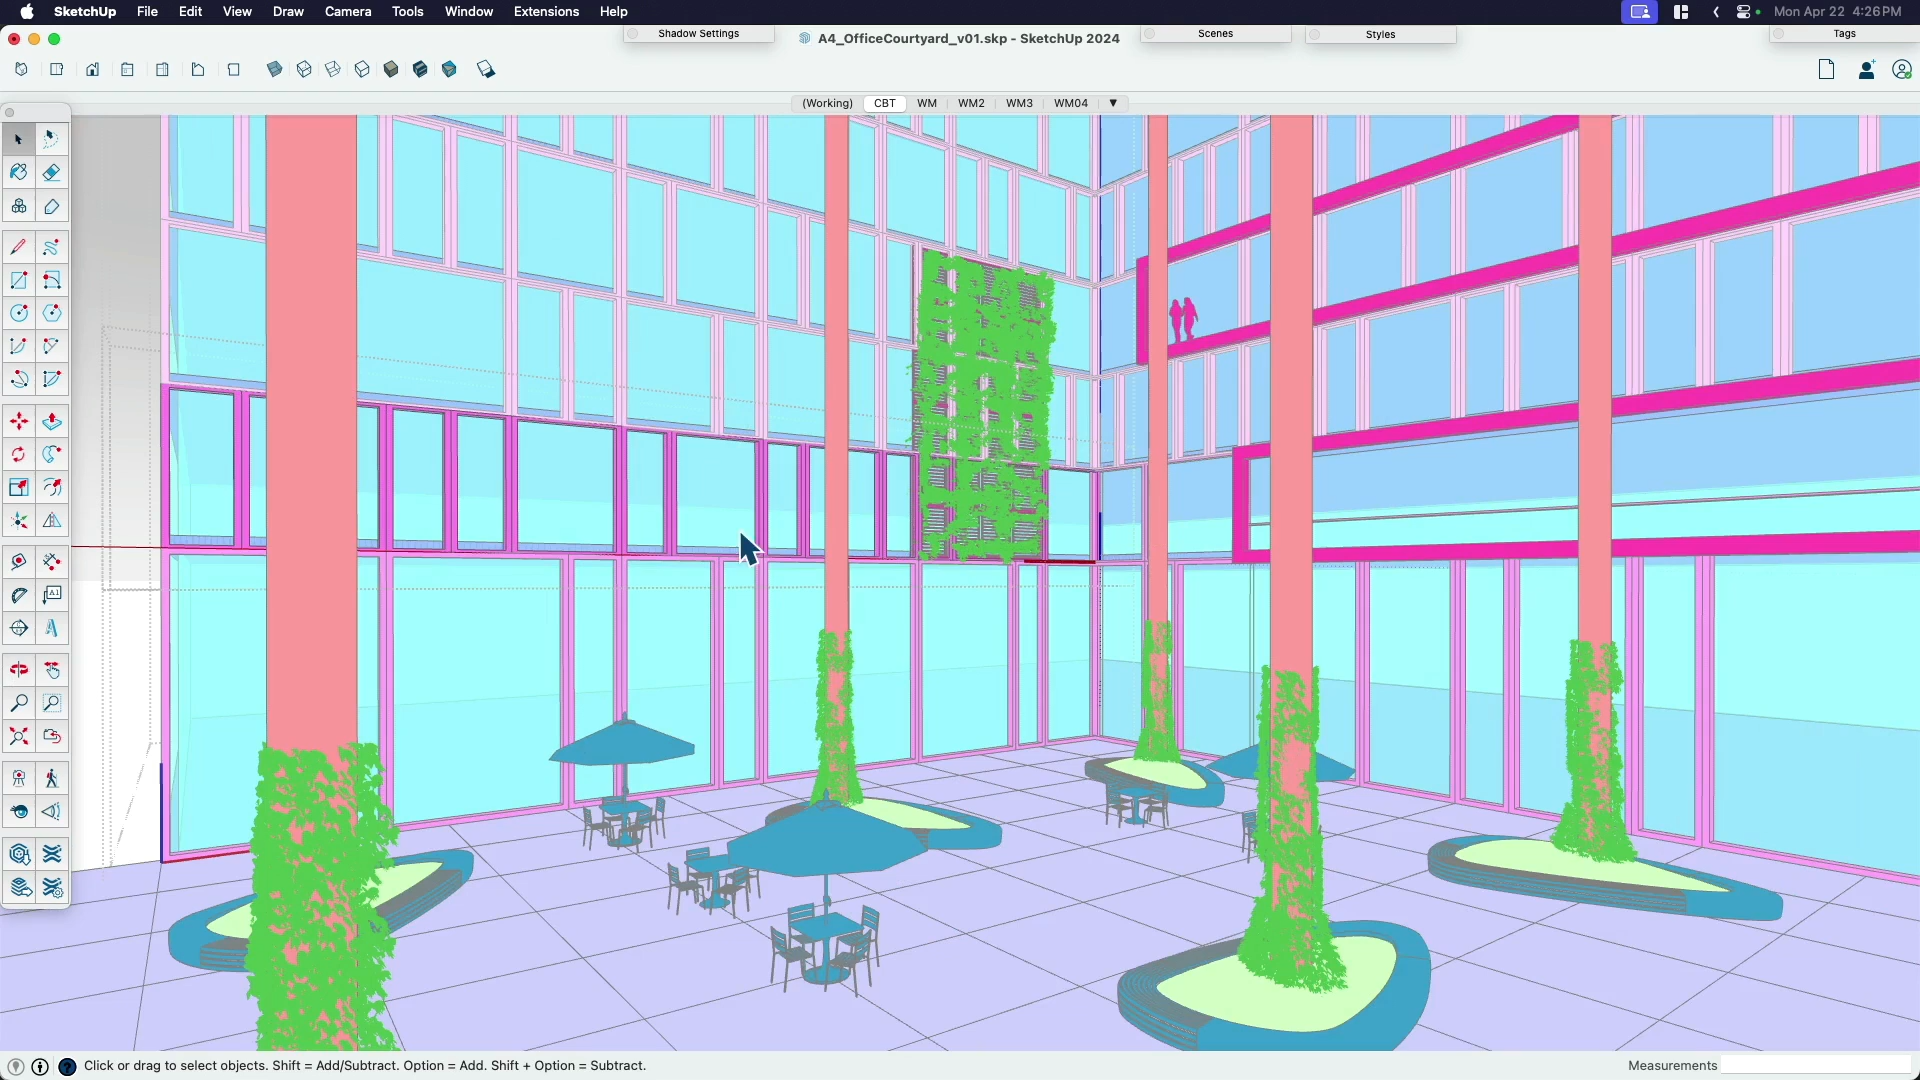 SketchUp File Edit View Draw Camera Tools Window Extensions Help
Mon Apr 22 4:26PM
Shadow Settings
A4_OfficeCourtyard_v01.skp - SketchUp 2024
Scenes
Styles
Tags
(Working) CBT WM WM2 WM3 WM04
Click or drag to select objects. Shift = Add/Subtract. Option = Add. Shift + Option = Subtract.
Measurements